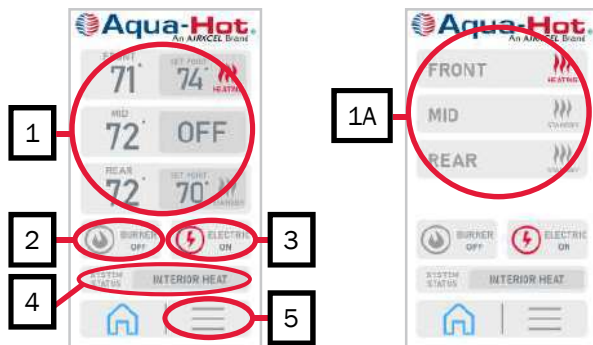 Aqua-Hot.
An AIRXCEL Brand
FRONT
71° SET POINT 74° HEATING
MID
72° OFF
REAR
72° SET POINT 70° STANDBY
BURNER OFF
ELECTRIC ON
SYSTEM STATUS INTERIOR HEAT
1
2
3
4
5
Aqua-Hot.
An AIRXCEL Brand
FRONT HEATING
MID STANDBY
REAR STANDBY
BURNER OFF
ELECTRIC ON
SYSTEM STATUS INTERIOR HEAT
1A